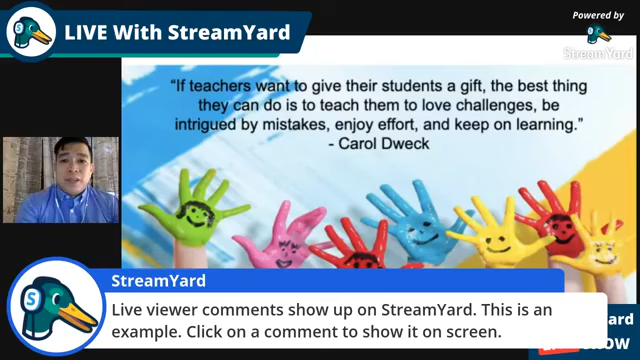 LIVE With StreamYard
Powered by
StreamYard
“If teachers want to give their students a gift, the best thing
they can do is to teach them to love challenges, be
intrigued by mistakes, enjoy effort, and keep on learning.”
- Carol Dweck
StreamYard
Live viewer comments show up on StreamYard. This is an
example. Click on a comment to show it on screen.